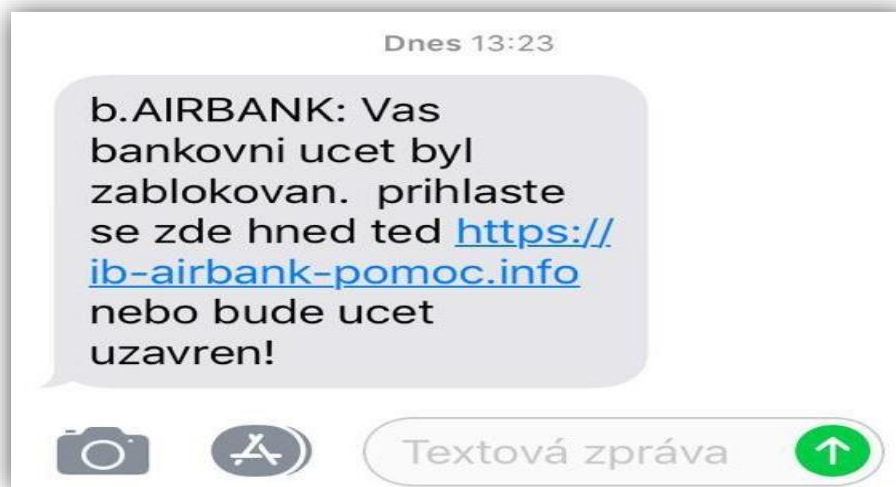 Dnes 13:23
b.AIRBANK: Vas
bankovni ucet byl
zablokovan.  prihlaste
se zde hned ted https://
ib-airbank-pomoc.info
nebo bude ucet
uzavren!
Textová zpráva